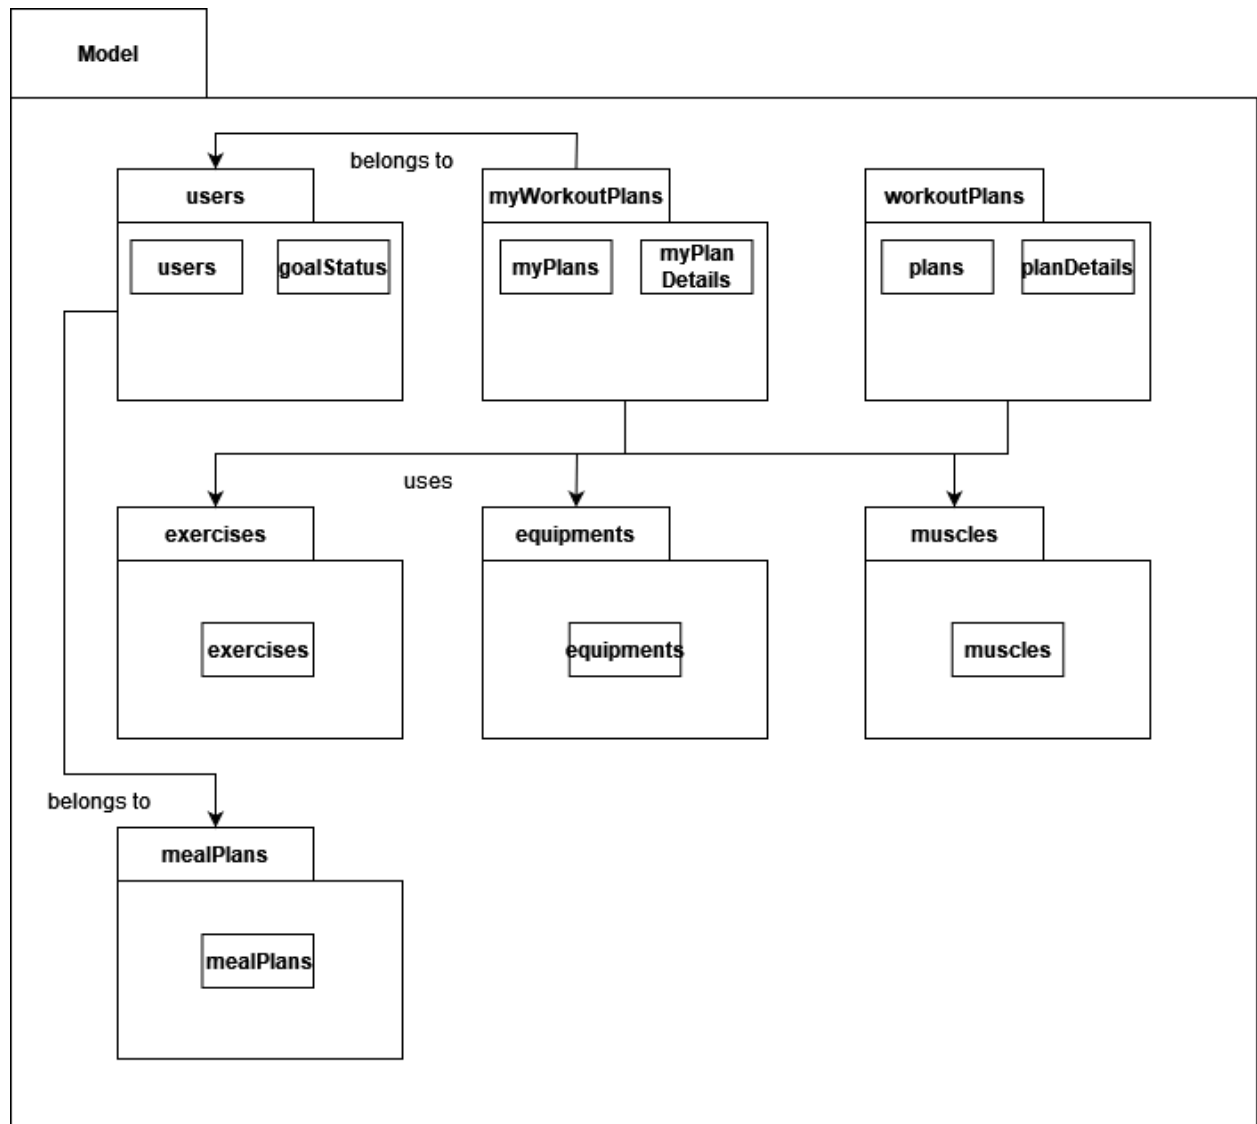 Model
belongs to
users
myWorkoutPlans
workoutPlans
users
goalStatus
myPlans
myPlan
Details
plans
planDetails
uses
exercises
equipments
muscles
exercises
equipments
muscles
belongs to
mealPlans
mealPlans